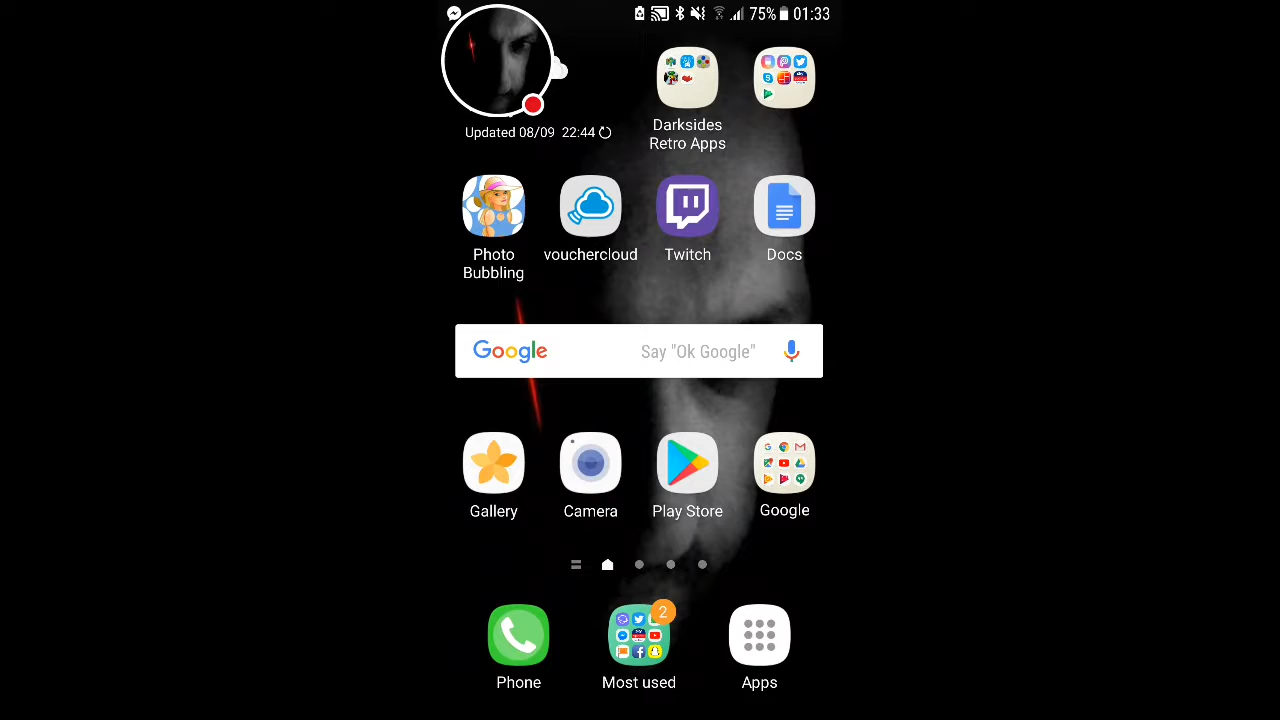 75% 01:33
Updated 08/09 22:44
Darksides
Retro Apps
Photo
Bubbling
vouchercloud
Twitch
Docs
Google
Say "Ok Google"
Gallery
Camera
Play Store
Google
2
Phone
Most used
Apps